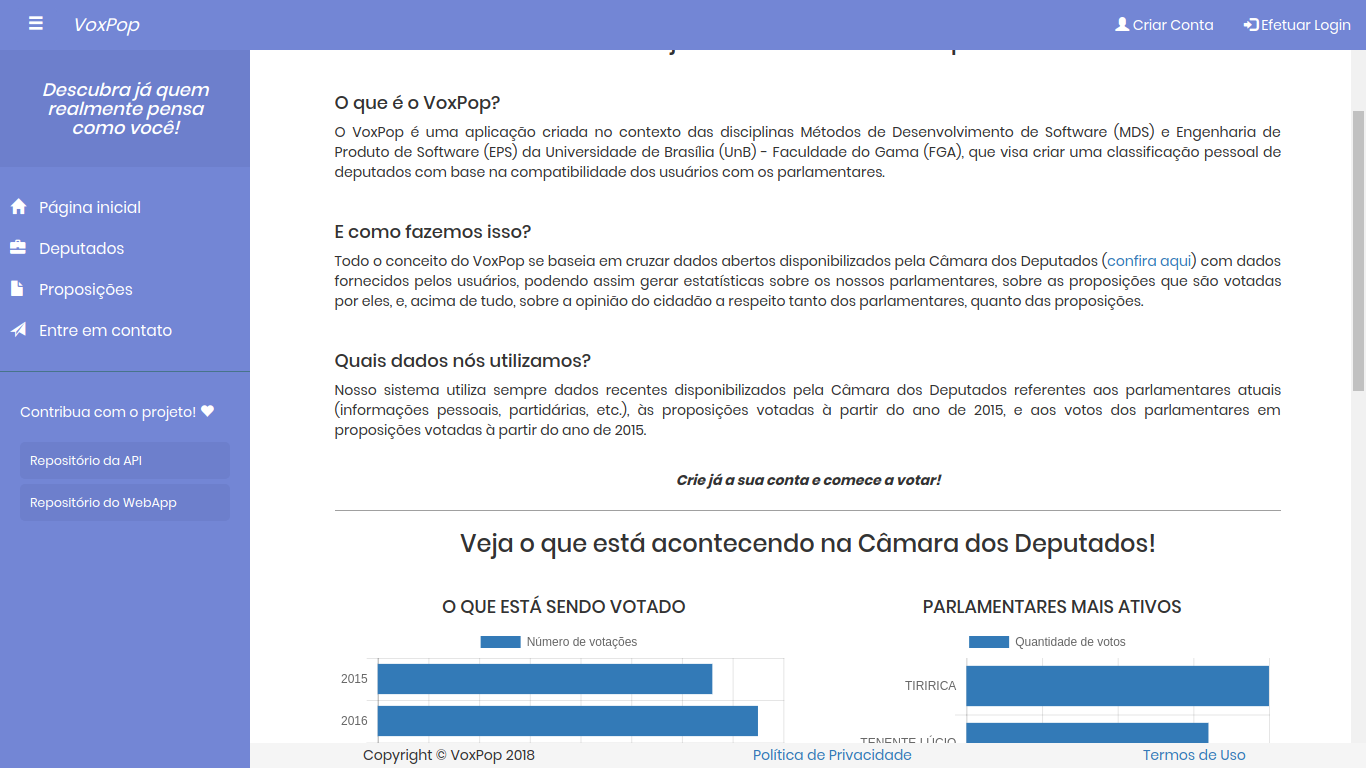 VoxPop
Criar Conta
Efetuar Login
Descubra já quem
realmente pensa
como você!
Página inicial
Deputados
Proposições
Entre em contato
Contribua com o projeto!
Repositório da API
Repositório do WebApp
O que é o VoxPop?
O VoxPop é uma aplicação criada no contexto das disciplinas Métodos de Desenvolvimento de Software (MDS) e Engenharia de
Produto de Software (EPS) da Universidade de Brasília (UnB) - Faculdade do Gama (FGA), que visa criar uma classificação pessoal de
deputados com base na compatibilidade dos usuários com os parlamentares.
E como fazemos isso?
Todo o conceito do VoxPop se baseia em cruzar dados abertos disponibilizados pela Câmara dos Deputados (confira aqui) com dados
fornecidos pelos usuários, podendo assim gerar estatísticas sobre os nossos parlamentares, sobre as proposições que são votadas
por eles, e, acima de tudo, sobre a opinião do cidadão a respeito tanto dos parlamentares, quanto das proposições.
Quais dados nós utilizamos?
Nosso sistema utiliza sempre dados recentes disponibilizados pela Câmara dos Deputados referentes aos parlamentares atuais
(informações pessoais, partidárias, etc.), às proposições votadas à partir do ano de 2015, e aos votos dos parlamentares em
proposições votadas à partir do ano de 2015.
Crie já a sua conta e comece a votar!
Veja o que está acontecendo na Câmara dos Deputados!
O QUE ESTÁ SENDO VOTADO
Número de votações
2015
2016
PARLAMENTARES MAIS ATIVOS
Quantidade de votos
TIRIRICA
TENENTE LÚCIO
Copyright © VoxPop 2018
Política de Privacidade
Termos de Uso